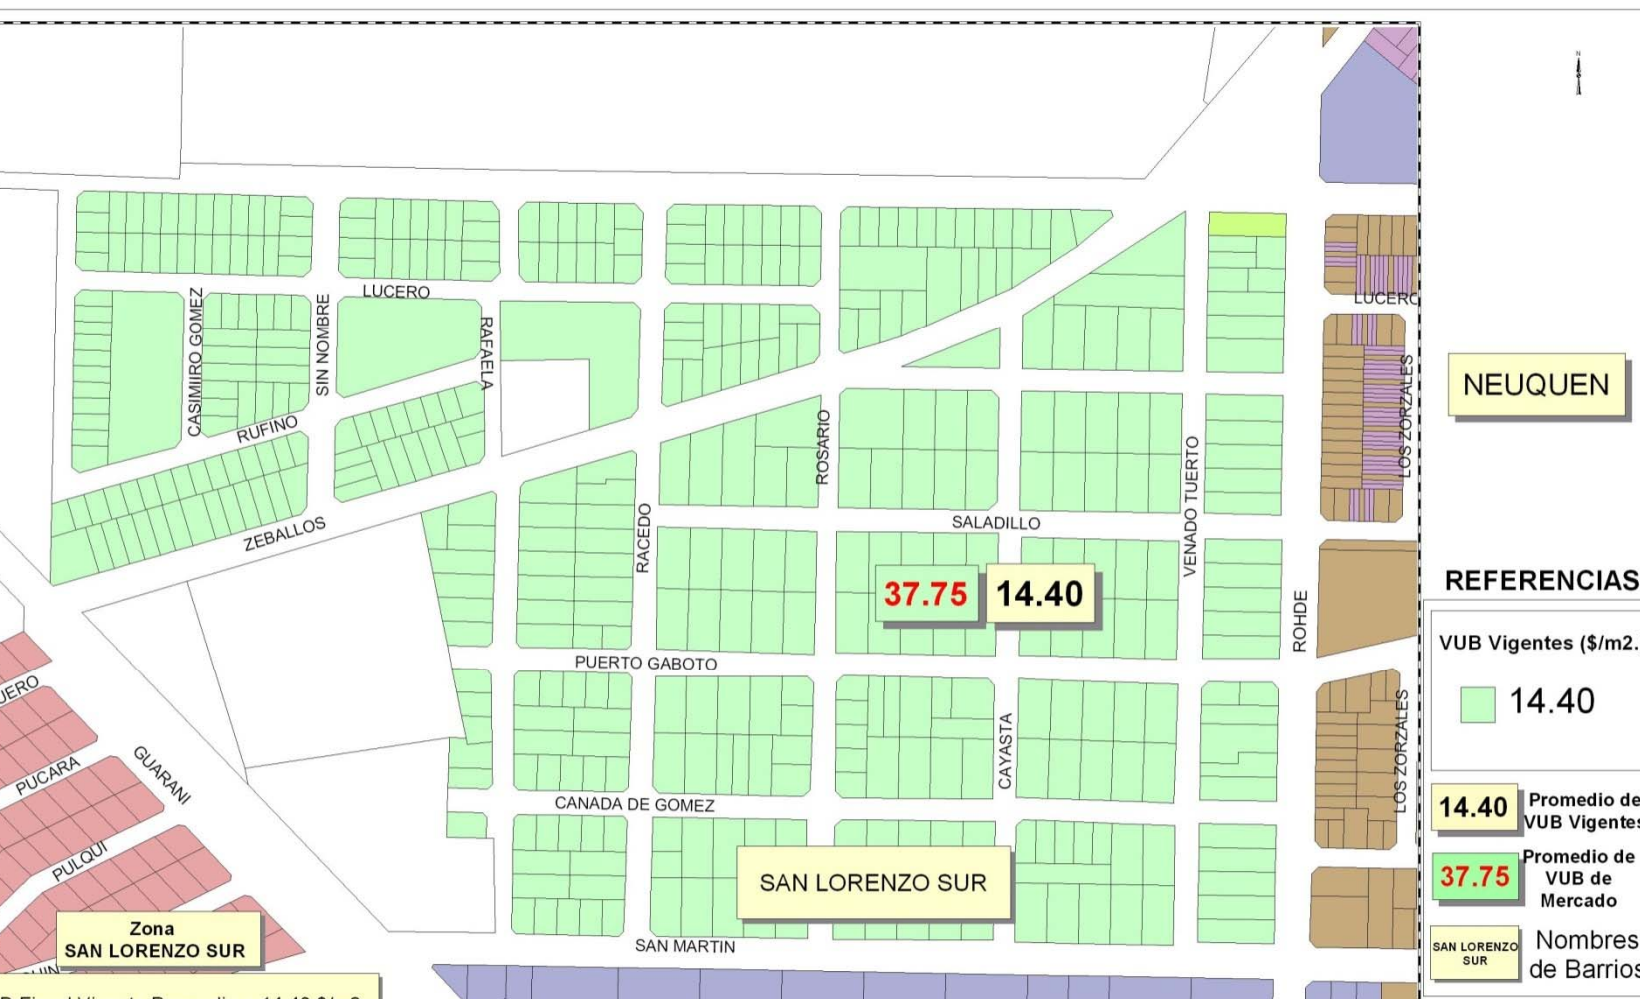 N
LUCERO
LUCERO
CASIMIIRO GOMEZ
SIN NOMBRE
RAFAELA
LOS ZORZALES
NEUQUEN
RUFINO
ROSARIO
VENADO TUERTO
ZEBALLOS
RACEDO
SALADILLO
37.75
14.40
ROHDE
REFERENCIAS
VUB Vigentes ($/m2.
14.40
PUERTO GABOTO
UERO
PUCARA
GUARANI
CAYASTA
LOS ZORZALES
CANADA DE GOMEZ
14.40
Promedio de
VUB Vigentes
PULQUI
SAN LORENZO SUR
37.75
Promedio de
VUB de
Mercado
Zona
SAN LORENZO SUR
SAN MARTIN
SAN LORENZO
SUR
Nombres
de Barrios